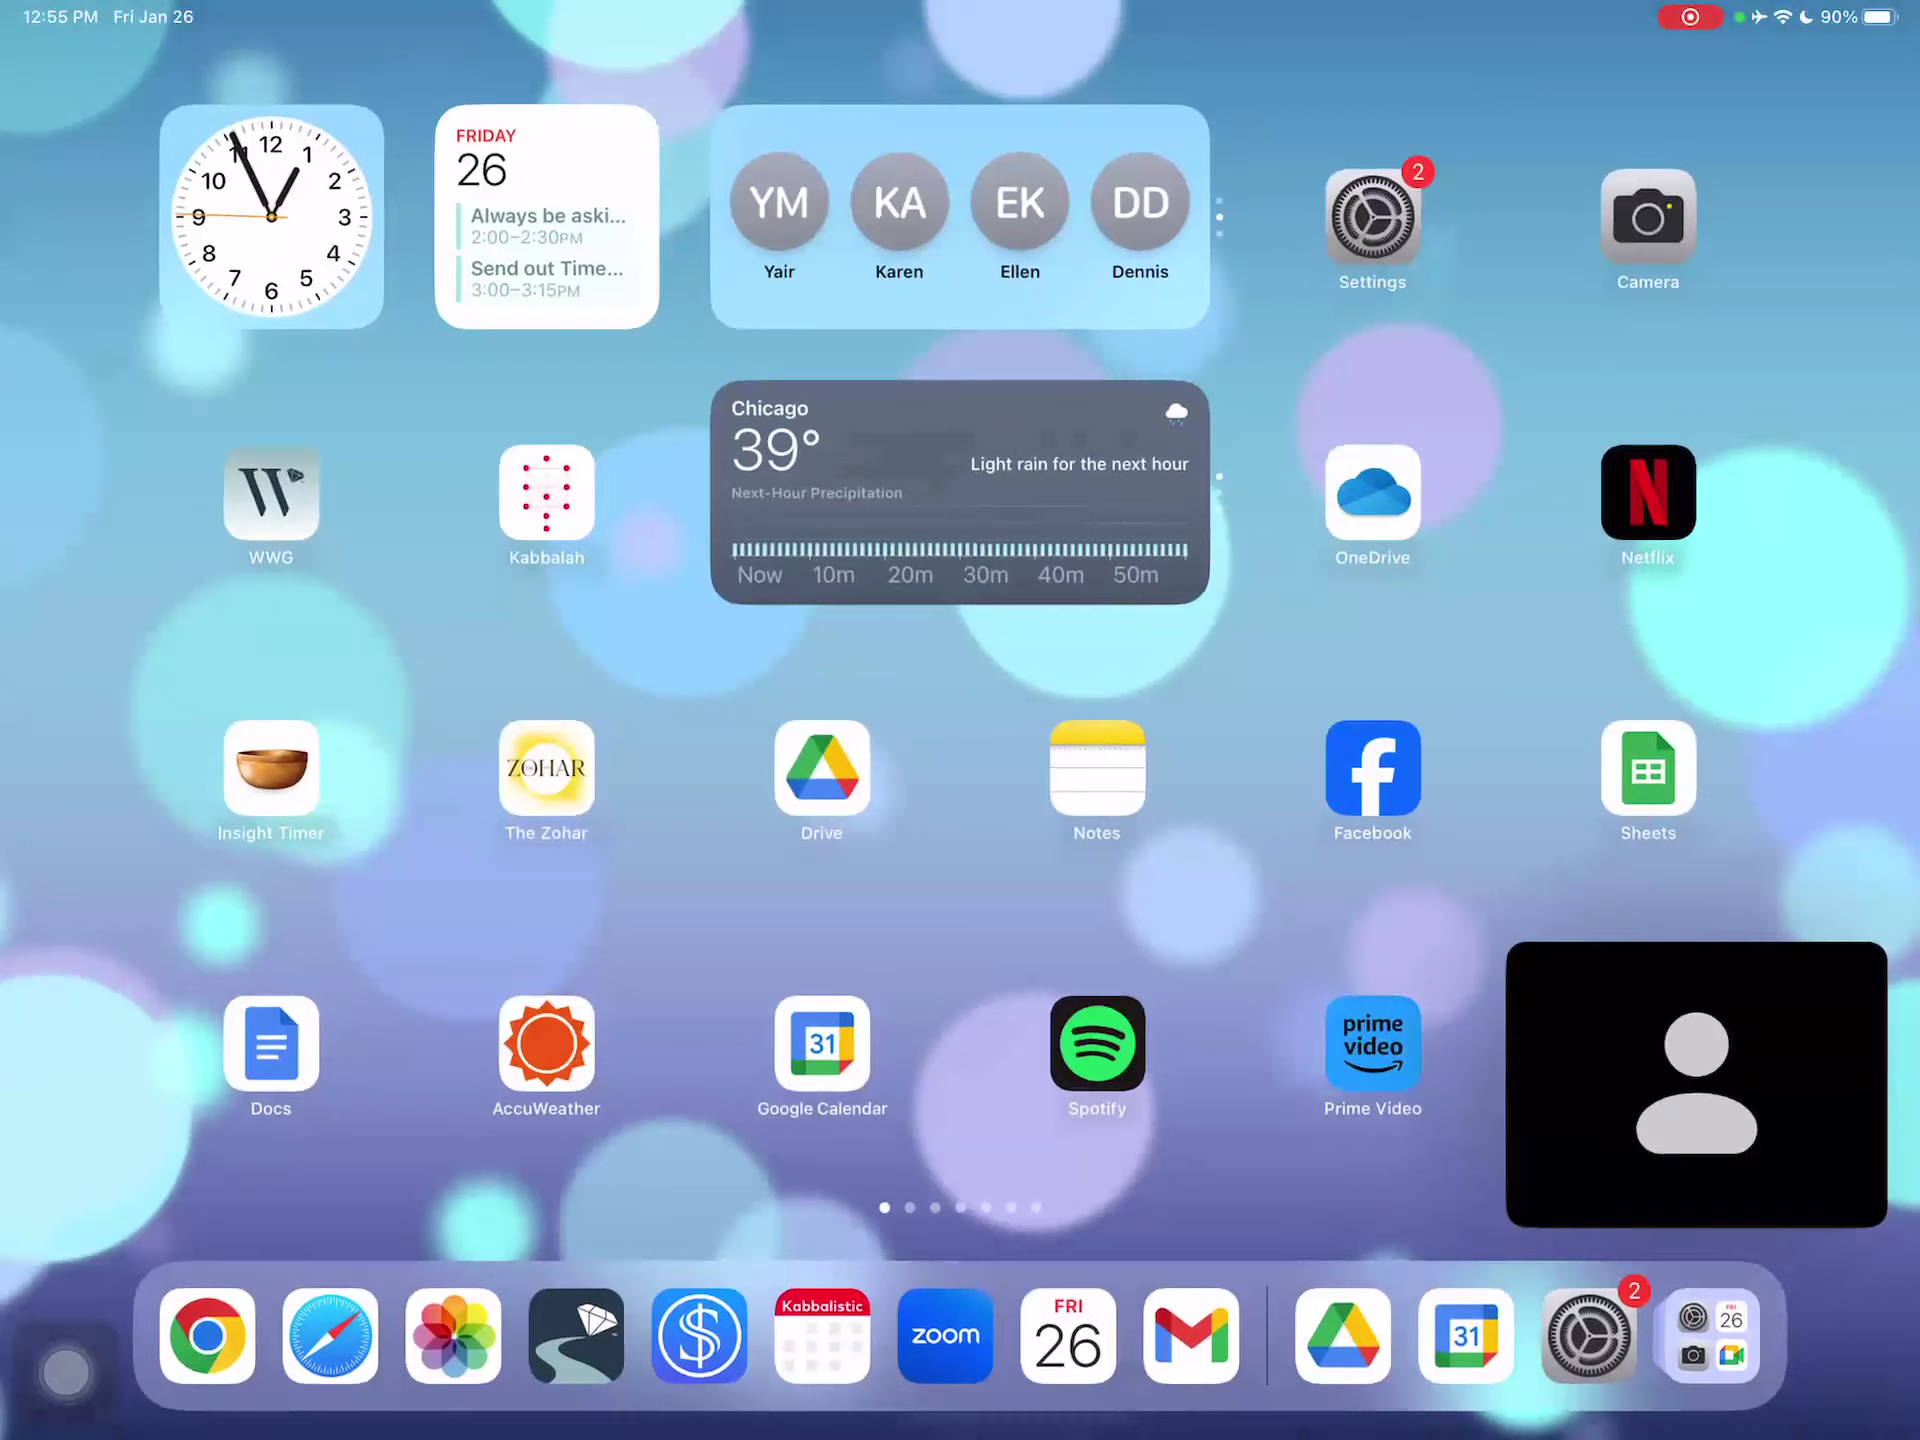 12:55 PM Fri Jan 26
90%
12
1
2
3
4
5
6
7
8
9
10
11
FRIDAY
26
Always be aski...
2:00–2:30PM
Send out Time...
3:00–3:15PM
YM KA EK DD
Yair Karen Ellen Dennis
2
Settings Camera
Chicago
39°
Light rain for the next hour
Next-Hour Precipitation
Now 10m 20m 30m 40m 50m
W
WWG Kabbalah
N
OneDrive Netflix
ZOHAR
Insight Timer The Zohar Drive Notes Facebook Sheets
31
prime
video
Docs AccuWeather Google Calendar Spotify Prime Video
Kabbalistic
zoom
FRI
26
31
2
FRI
26